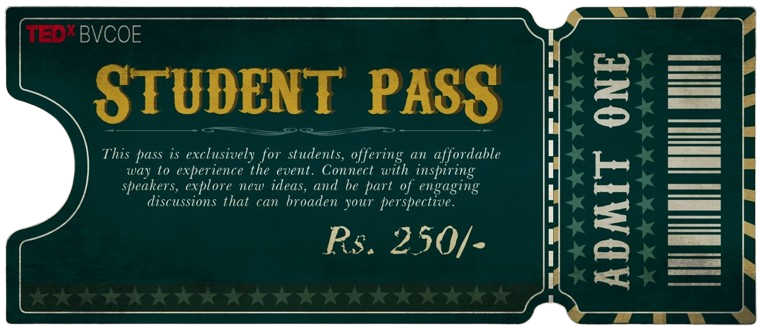 TEDx BVCOE
STUDENT PASS
This pass is exclusively for students, offering an affordable
way to experience the event. Connect with inspiring
speakers, explore new ideas, and be part of engaging
discussions that can broaden your perspective.
Rs. 250/-
ADMIT ONE